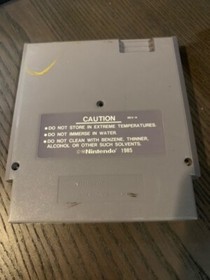 CAUTION
● DO NOT STORE IN EXTREME TEMPERATURES.
● DO NOT IMMERSE IN WATER.
● DO NOT CLEAN WITH BENZENE, THINNER,
ALCOHOL OR OTHER SUCH SOLVENTS.
©Nintendo® 1985